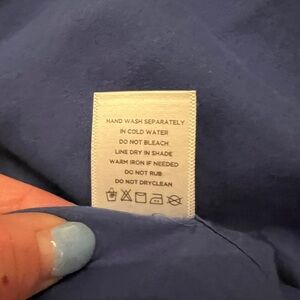 HAND WASH SEPARATELY
IN COLD WATER
DO NOT BLEACH
LINE DRY IN SHADE
WARM IRON IF NEEDED
DO NOT RUB
DO NOT DRYCLEAN